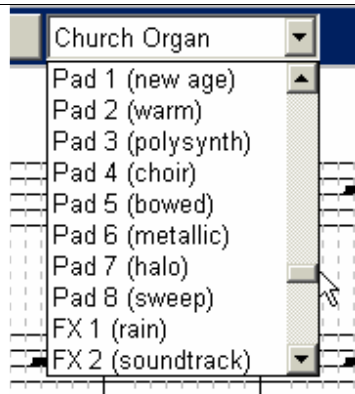 Church Organ
Pad 1 (new age)
Pad 2 (warm)
Pad 3 (polysynth)
Pad 4 (choir)
Pad 5 (bowed)
Pad 6 (metallic)
Pad 7 (halo)
Pad 8 (sweep)
FX 1 (rain)
FX 2 (soundtrack)